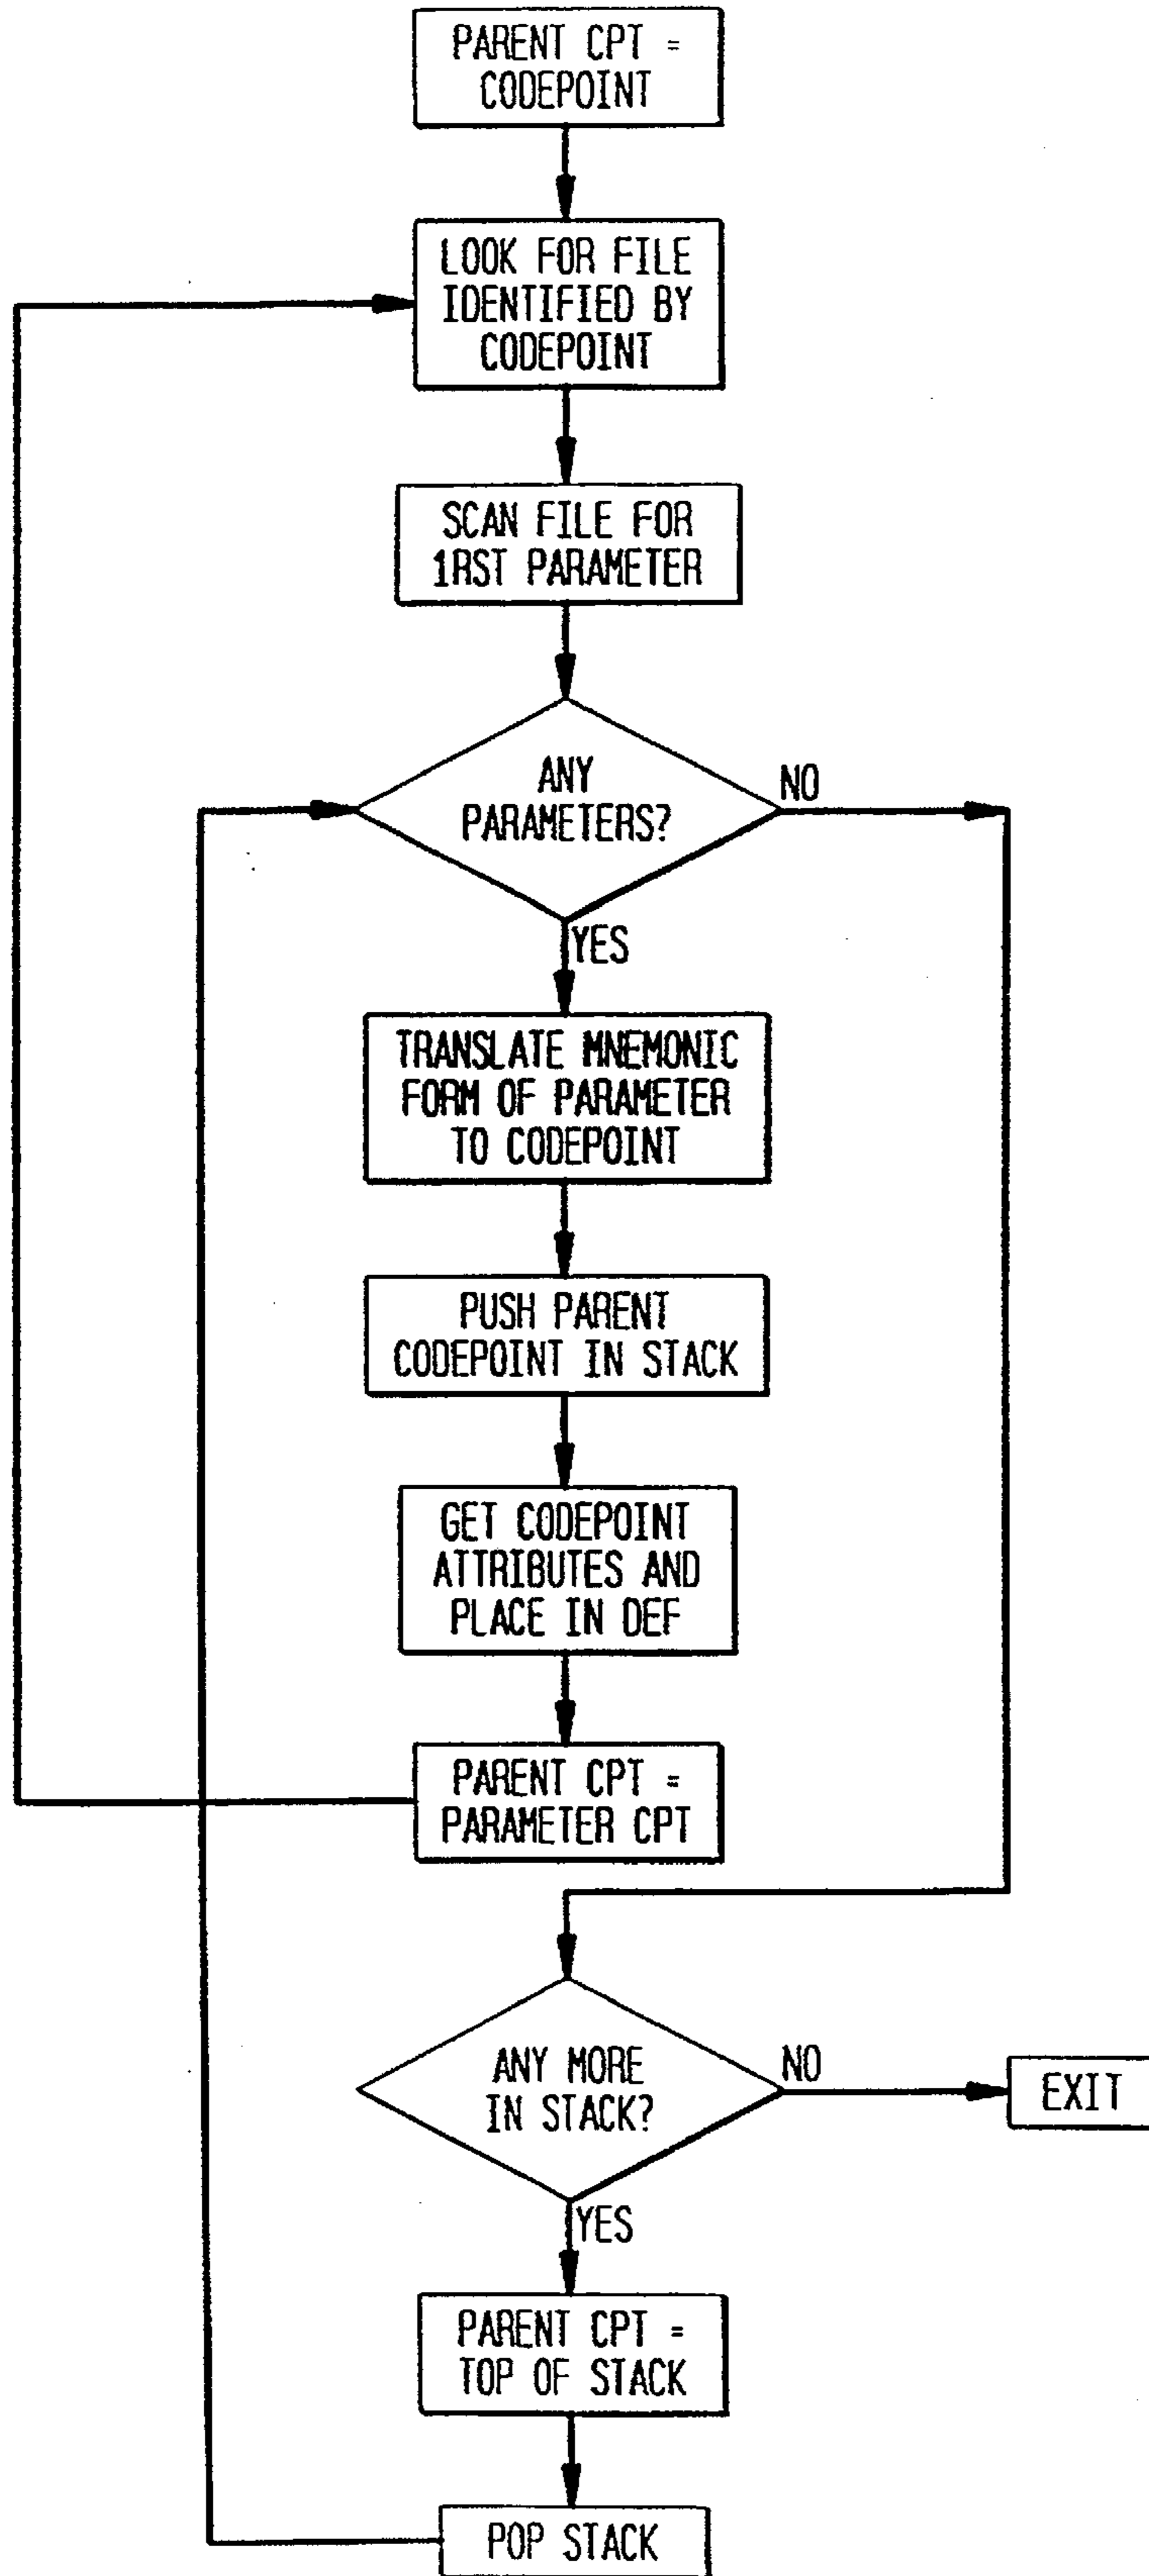 PARENT CPT =
CODEPOINT
LOOK FOR FILE
IDENTIFIED BY
CODEPOINT
SCAN FILE FOR
1RST PARAMETER
ANY
PARAMETERS?
NO
YES
TRANSLATE MNEMONIC
FORM OF PARAMETER
TO CODEPOINT
PUSH PARENT
CODEPOINT IN STACK
GET CODEPOINT
ATTRIBUTES AND
PLACE IN DEF
PARENT CPT =
PARAMETER CPT
ANY MORE
IN STACK?
NO
EXIT
YES
PARENT CPT =
TOP OF STACK
POP STACK